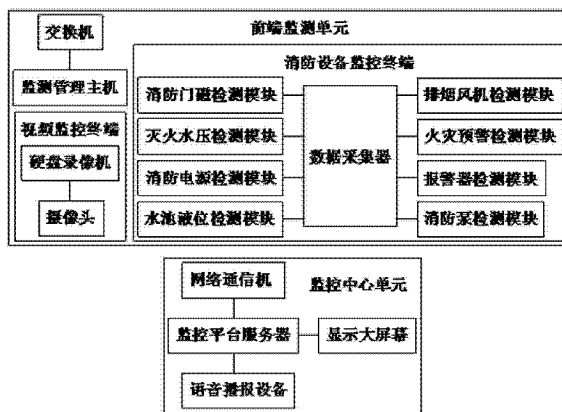 交换机
前端监测单元
监测管理主机
消防设备监控终端
视频监控终端
硬盘录像机
摄像头
消防门磁检测模块
灭火水压检测模块
消防电源检测模块
水池液位检测模块
数据采集器
排烟风机检测模块
火灾预警检测模块
报警器检测模块
消防泵检测模块
网络通信机
监控中心单元
监控平台服务器
显示大屏幕
语音播报设备